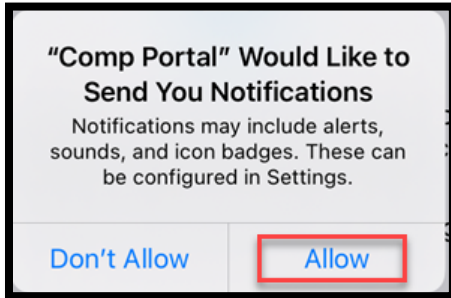 “Comp Portal” Would Like to
Send You Notifications
Notifications may include alerts,
sounds, and icon badges. These can
be configured in Settings.
Don’t Allow
Allow